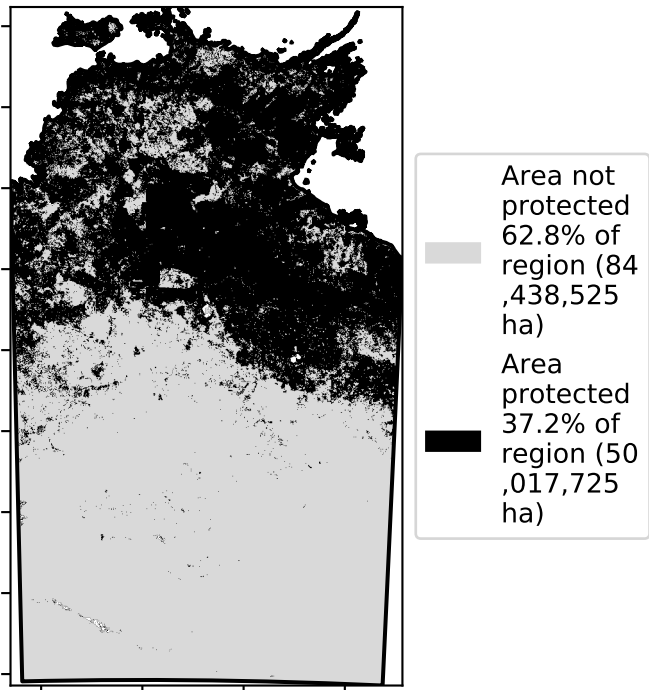 Area not
protected
62.8% of
region (84
,438,525
ha)
Area
protected
37.2% of
region (50
,017,725
ha)